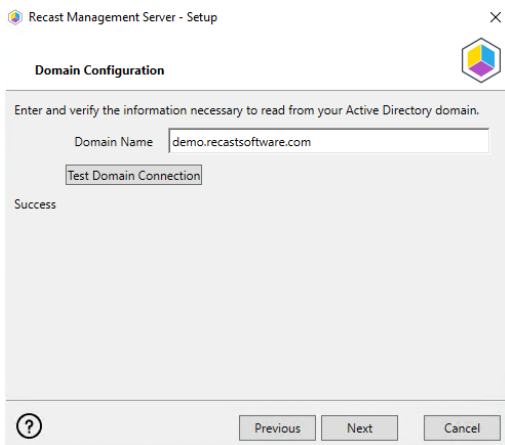 Recast Management Server - Setup
Domain Configuration
Enter and verify the information necessary to read from your Active Directory domain.
Domain Name demo.recastsoftware.com
Test Domain Connection
Success
?
Previous Next Cancel